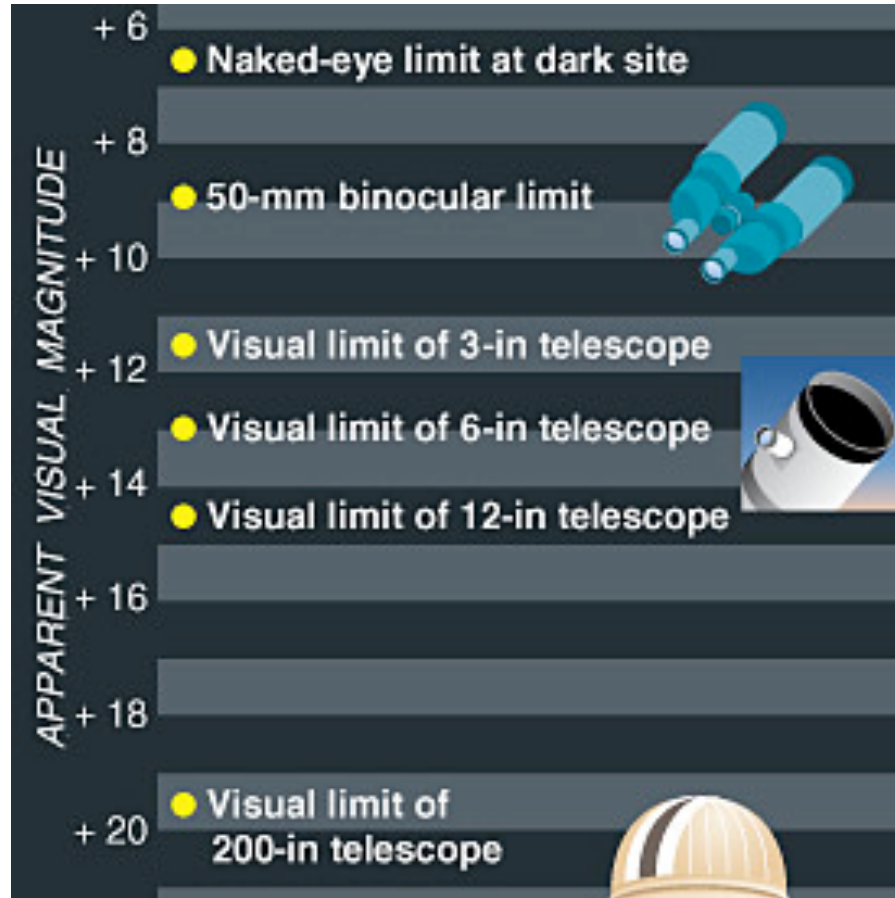 APPARENT VISUAL MAGNITUDE
+ 6
Naked-eye limit at dark site
+ 8
50-mm binocular limit
+ 10
Visual limit of 3-in telescope
+ 12
Visual limit of 6-in telescope
+ 14
Visual limit of 12-in telescope
+ 16
+ 18
Visual limit of
+ 20
200-in telescope